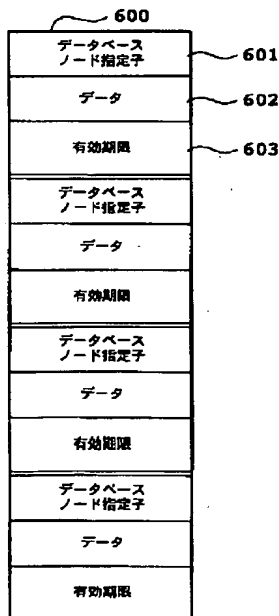 600
データベース
ノード指定子
601
データ
602
有効期限
603
データベース
ノード指定子
データ
有効期限
データベース
ノード指定子
データ
有効期限
データベース
ノード指定子
データ
有効期限